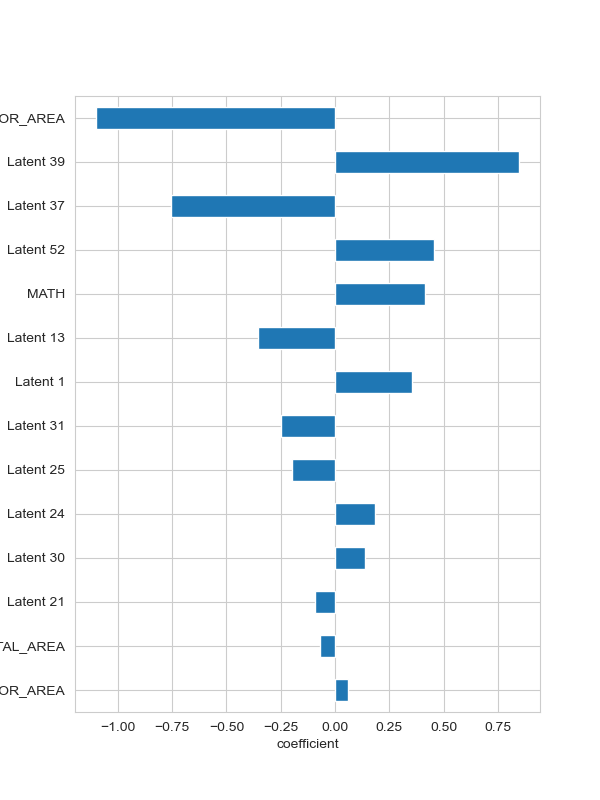 OR_AREA
Latent 39
Latent 37
Latent 52
MATH
Latent 13
Latent 1
Latent 31
Latent 25
Latent 24
Latent 30
Latent 21
TAL_AREA
OR_AREA
−1.00 −0.75 −0.50 −0.25 0.00 0.25 0.50 0.75
coefficient